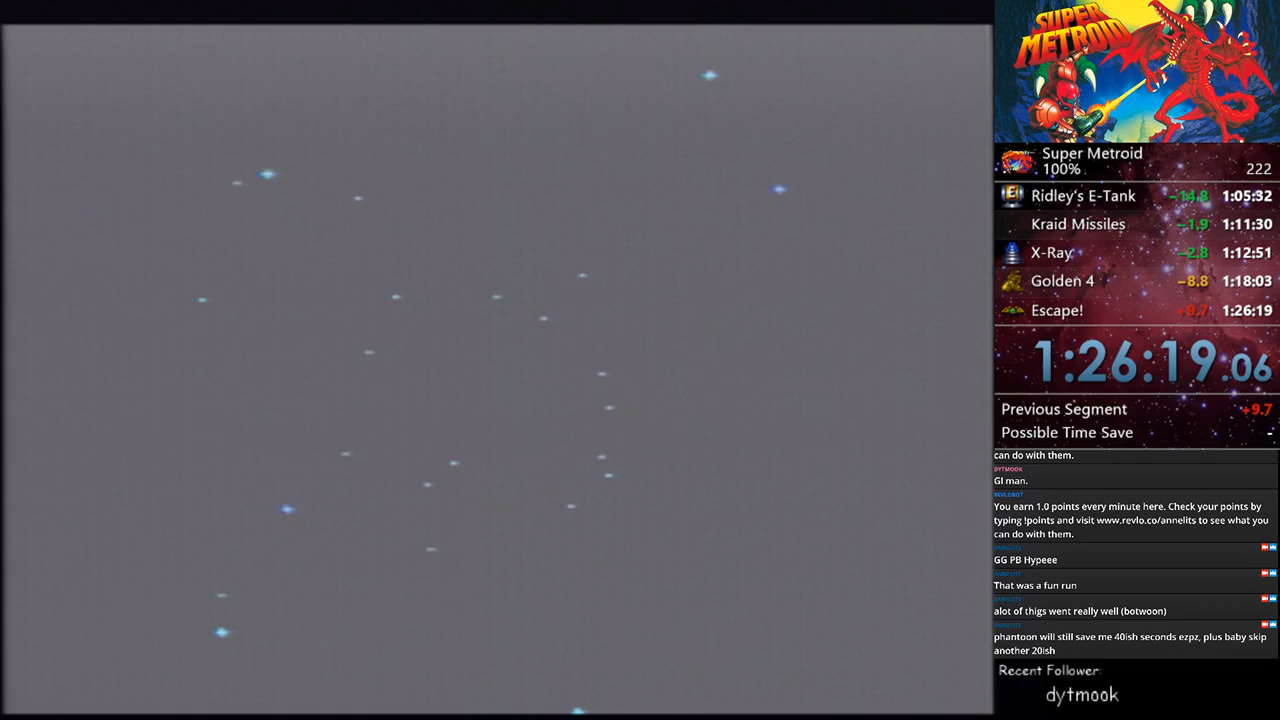 SUPER
METROID
Super Metroid
100% 222
Ridley's E-Tank -14.8 1:05:32
Kraid Missiles -1.9 1:11:30
X-Ray -2.8 1:12:51
Golden 4 -8.8 1:18:03
Escape! +9.7 1:26:19
1:26:19.06
Previous Segment +9.7
Possible Time Save -
can do with them.
DYTMOOK
GI man.
REVLOBOT
You earn 1.0 points every minute here. Check your points by
typing !points and visit www.revlo.co/annelits to see what you
can do with them.
ANNELITS
GG PB Hypeee
ANNELITS
That was a fun run
ANNELITS
alot of thigs went really well (botwoon)
ANNELITS
phantoon will still save me 40ish seconds ezpz, plus baby skip
another 20ish
Recent Follower:
dytmook